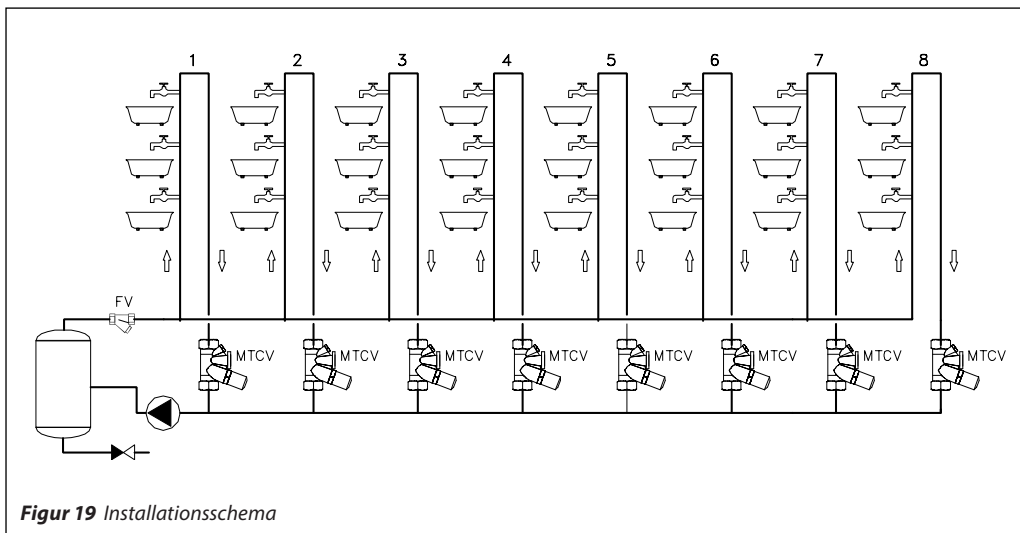 1 2 3 4 5 6 7 8
FV
MTCV MTCV MTCV MTCV MTCV MTCV MTCV MTCV
Figur 19 Installationsschema